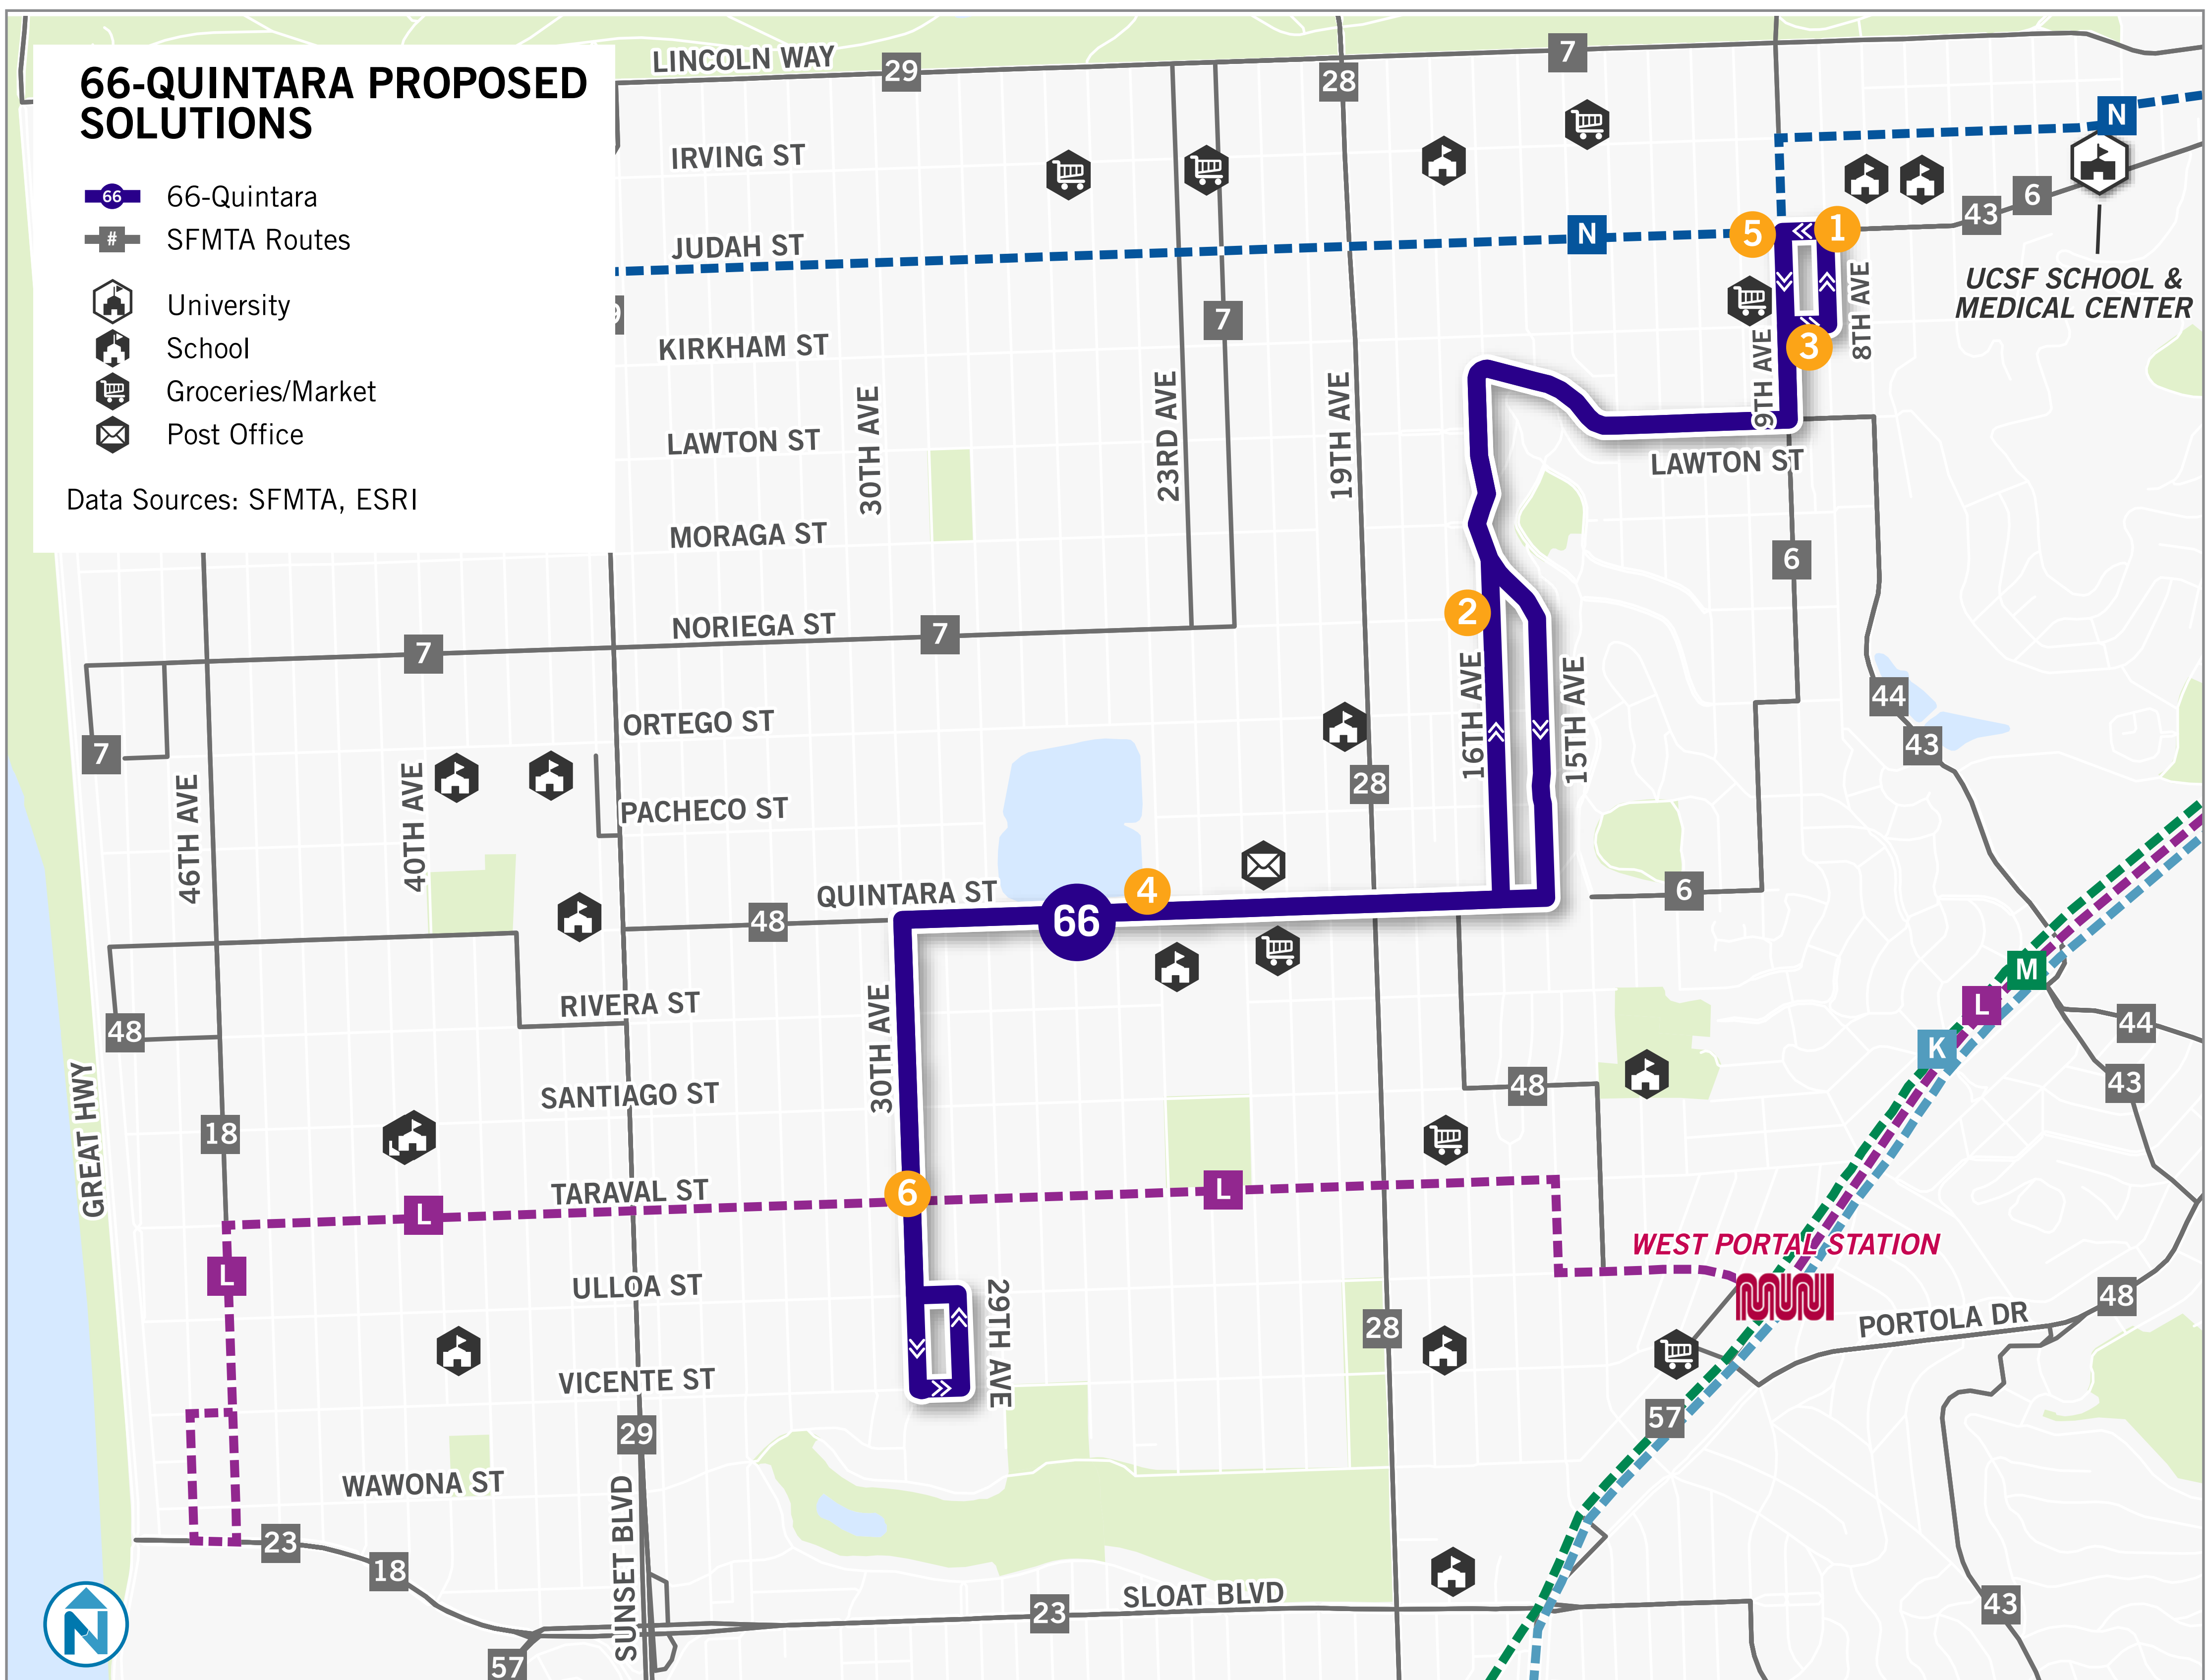 66-QUINTARA PROPOSED
SOLUTIONS
66 66-Quintara
# SFMTA Routes
University
School
Groceries/Market
Post Office
Data Sources: SFMTA, ESRI
LINCOLN WAY
29
28
7
N
IRVING ST
43
6
JUDAH ST
N
5
1
UCSF SCHOOL &
MEDICAL CENTER
7
KIRKHAM ST
3
8TH AVE
9TH AVE
30TH AVE
23RD AVE
19TH AVE
LAWTON ST
LAWTON ST
MORAGA ST
6
2
NORIEGA ST
7
7
7
16TH AVE
15TH AVE
44
43
ORTEGO ST
46TH AVE
40TH AVE
28
PACHECO ST
QUINTARA ST
4
66
48
6
M
L
K
44
43
RIVERA ST
48
30TH AVE
GREAT HWY
SANTIAGO ST
18
48
TARAVAL ST
6
L
L
L
WEST PORTAL STATION
ULLOA ST
29TH AVE
28
48
PORTOLA DR
VICENTE ST
29
57
WAWONA ST
SUNSET BLVD
23
18
SLOAT BLVD
23
43
57
N